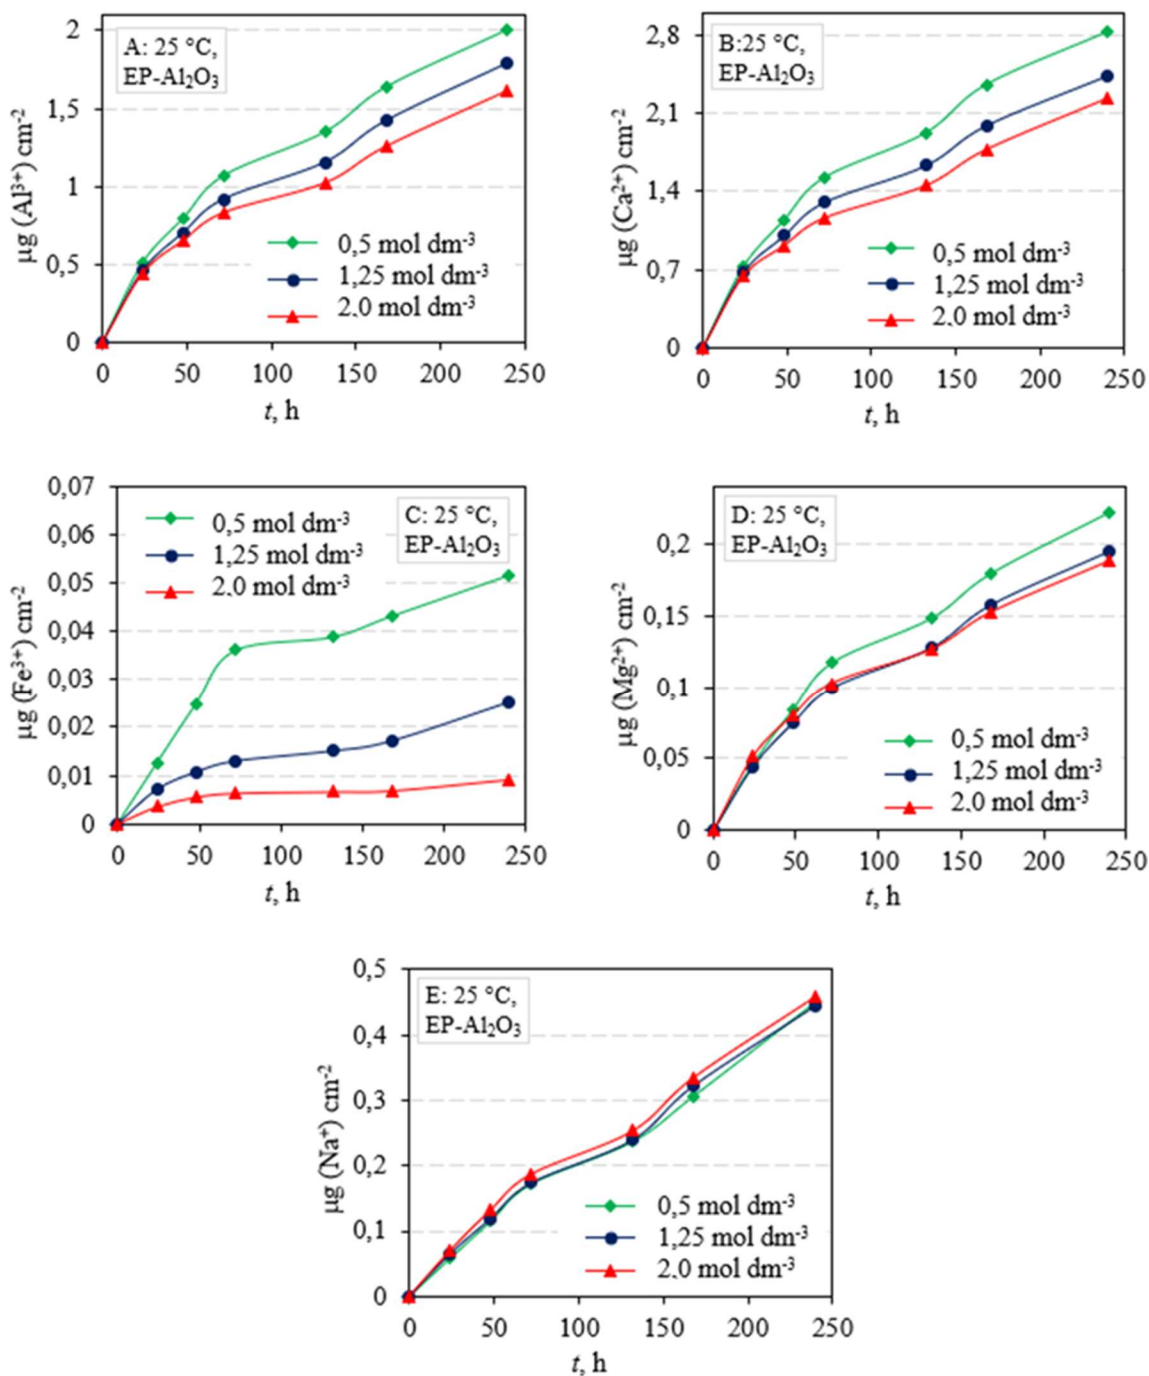 A: 25 °C,
EP-Al₂O₃
µg (Al³⁺) cm⁻²
2
1,5
1
0,5
0
0,5 mol dm⁻³
1,25 mol dm⁻³
2,0 mol dm⁻³
0 50 100 150 200 250
t, h
B:25 °C,
EP-Al₂O₃
µg (Ca²⁺) cm⁻²
2,8
2,1
1,4
0,7
0
0,5 mol dm⁻³
1,25 mol dm⁻³
2,0 mol dm⁻³
0 50 100 150 200 250
t, h
C: 25 °C,
EP-Al₂O₃
µg (Fe³⁺) cm⁻²
0,07
0,06
0,05
0,04
0,03
0,02
0,01
0
0,5 mol dm⁻³
1,25 mol dm⁻³
2,0 mol dm⁻³
0 50 100 150 200 250
t, h
D: 25 °C,
EP-Al₂O₃
µg (Mg²⁺) cm⁻²
0,2
0,15
0,1
0,05
0
0,5 mol dm⁻³
1,25 mol dm⁻³
2,0 mol dm⁻³
0 50 100 150 200 250
t, h
E: 25 °C,
EP-Al₂O₃
µg (Na⁺) cm⁻²
0,5
0,4
0,3
0,2
0,1
0
0,5 mol dm⁻³
1,25 mol dm⁻³
2,0 mol dm⁻³
0 50 100 150 200 250
t, h